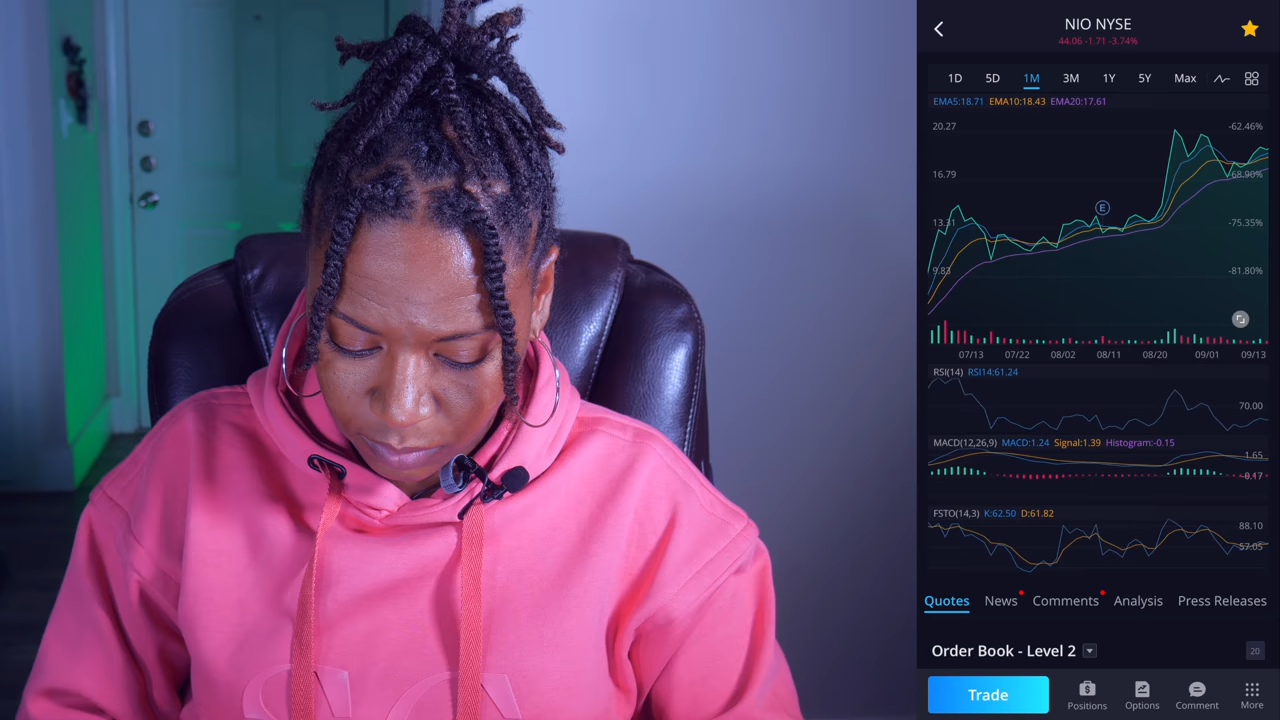 NIO NYSE
44.06 -1.71 -3.74%
1D 5D 1M 3M 1Y 5Y Max
EMA5:18.71 EMA10:18.43 EMA20:17.61
20.27 -62.46%
16.79 -68.90%
13.31 -75.35%
E
9.83 -81.80%
07/13 07/22 08/02 08/11 08/20 09/01 09/13
RSI(14) RSI14:61.24
70.00
MACD(12,26,9) MACD:1.24 Signal:1.39 Histogram:-0.15
1.65
-0.17
FSTO(14,3) K:62.50 D:61.82
88.10
57.05
Quotes News Comments Analysis Press Releases
Order Book - Level 2 20
Trade Positions Options Comment More